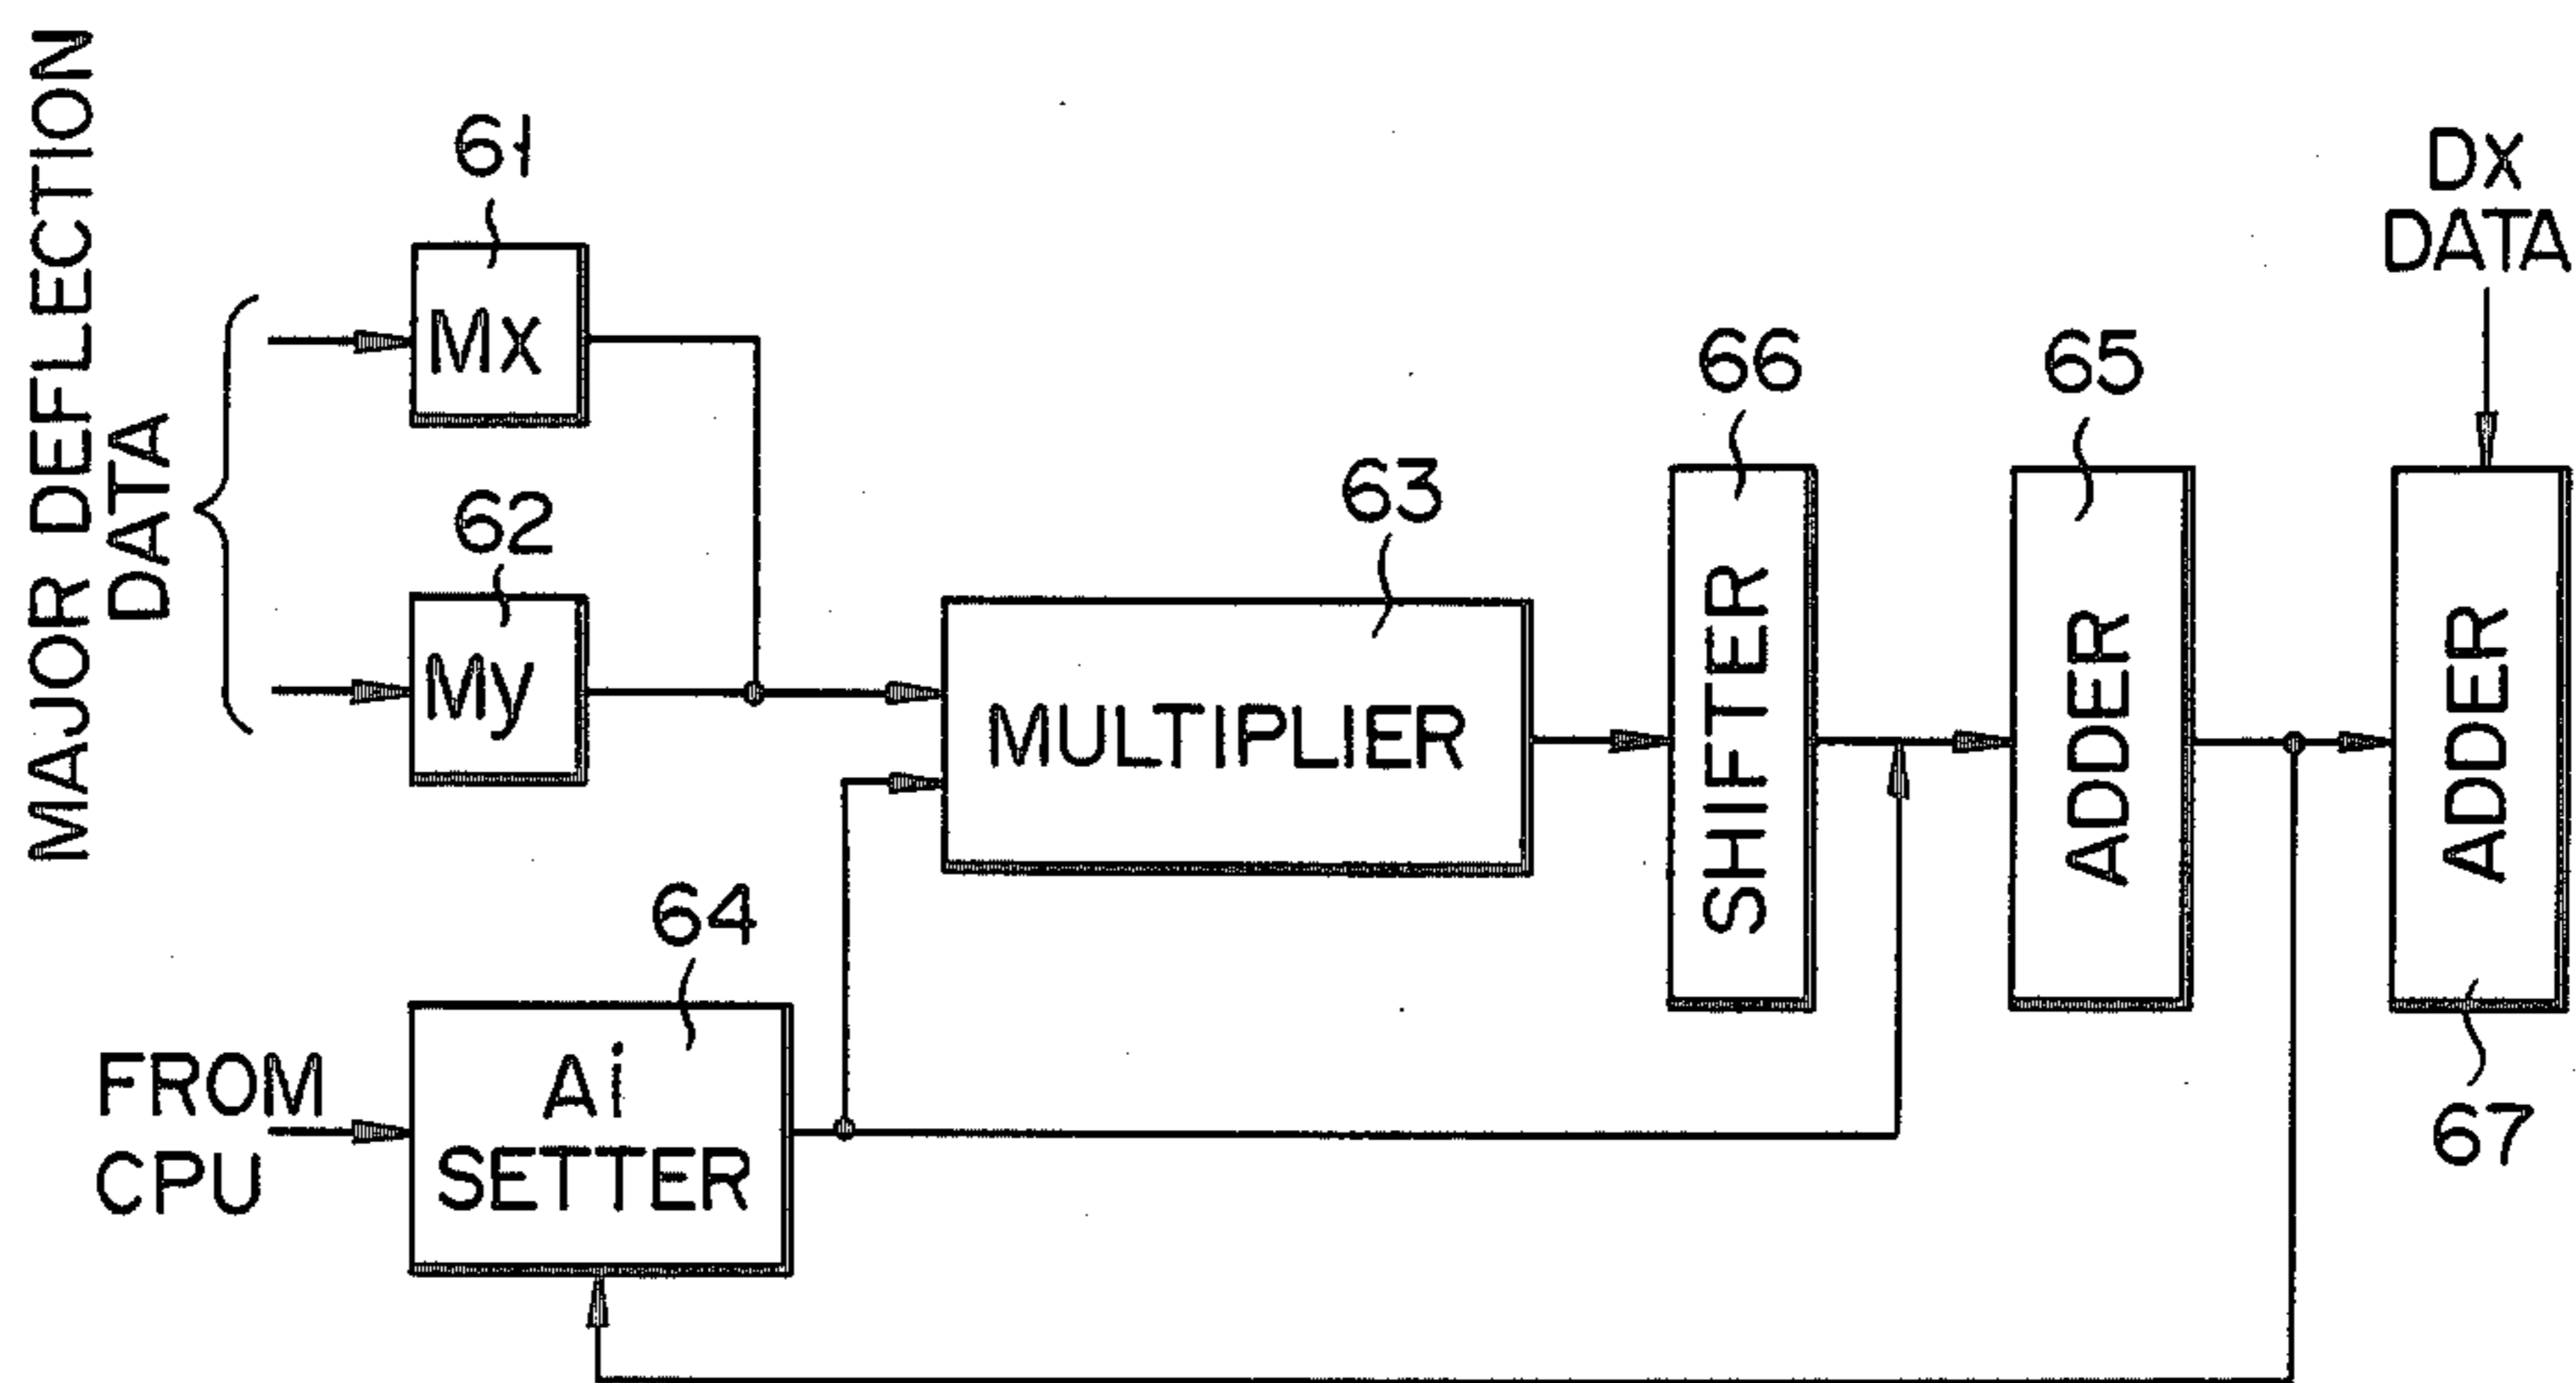 MAJOR DEFLECTION
DATA
61
Mx
62
My
63
MULTIPLIER
64
Ai
SETTER
FROM
CPU
66
SHIFTER
65
ADDER
DX
DATA
ADDER
67